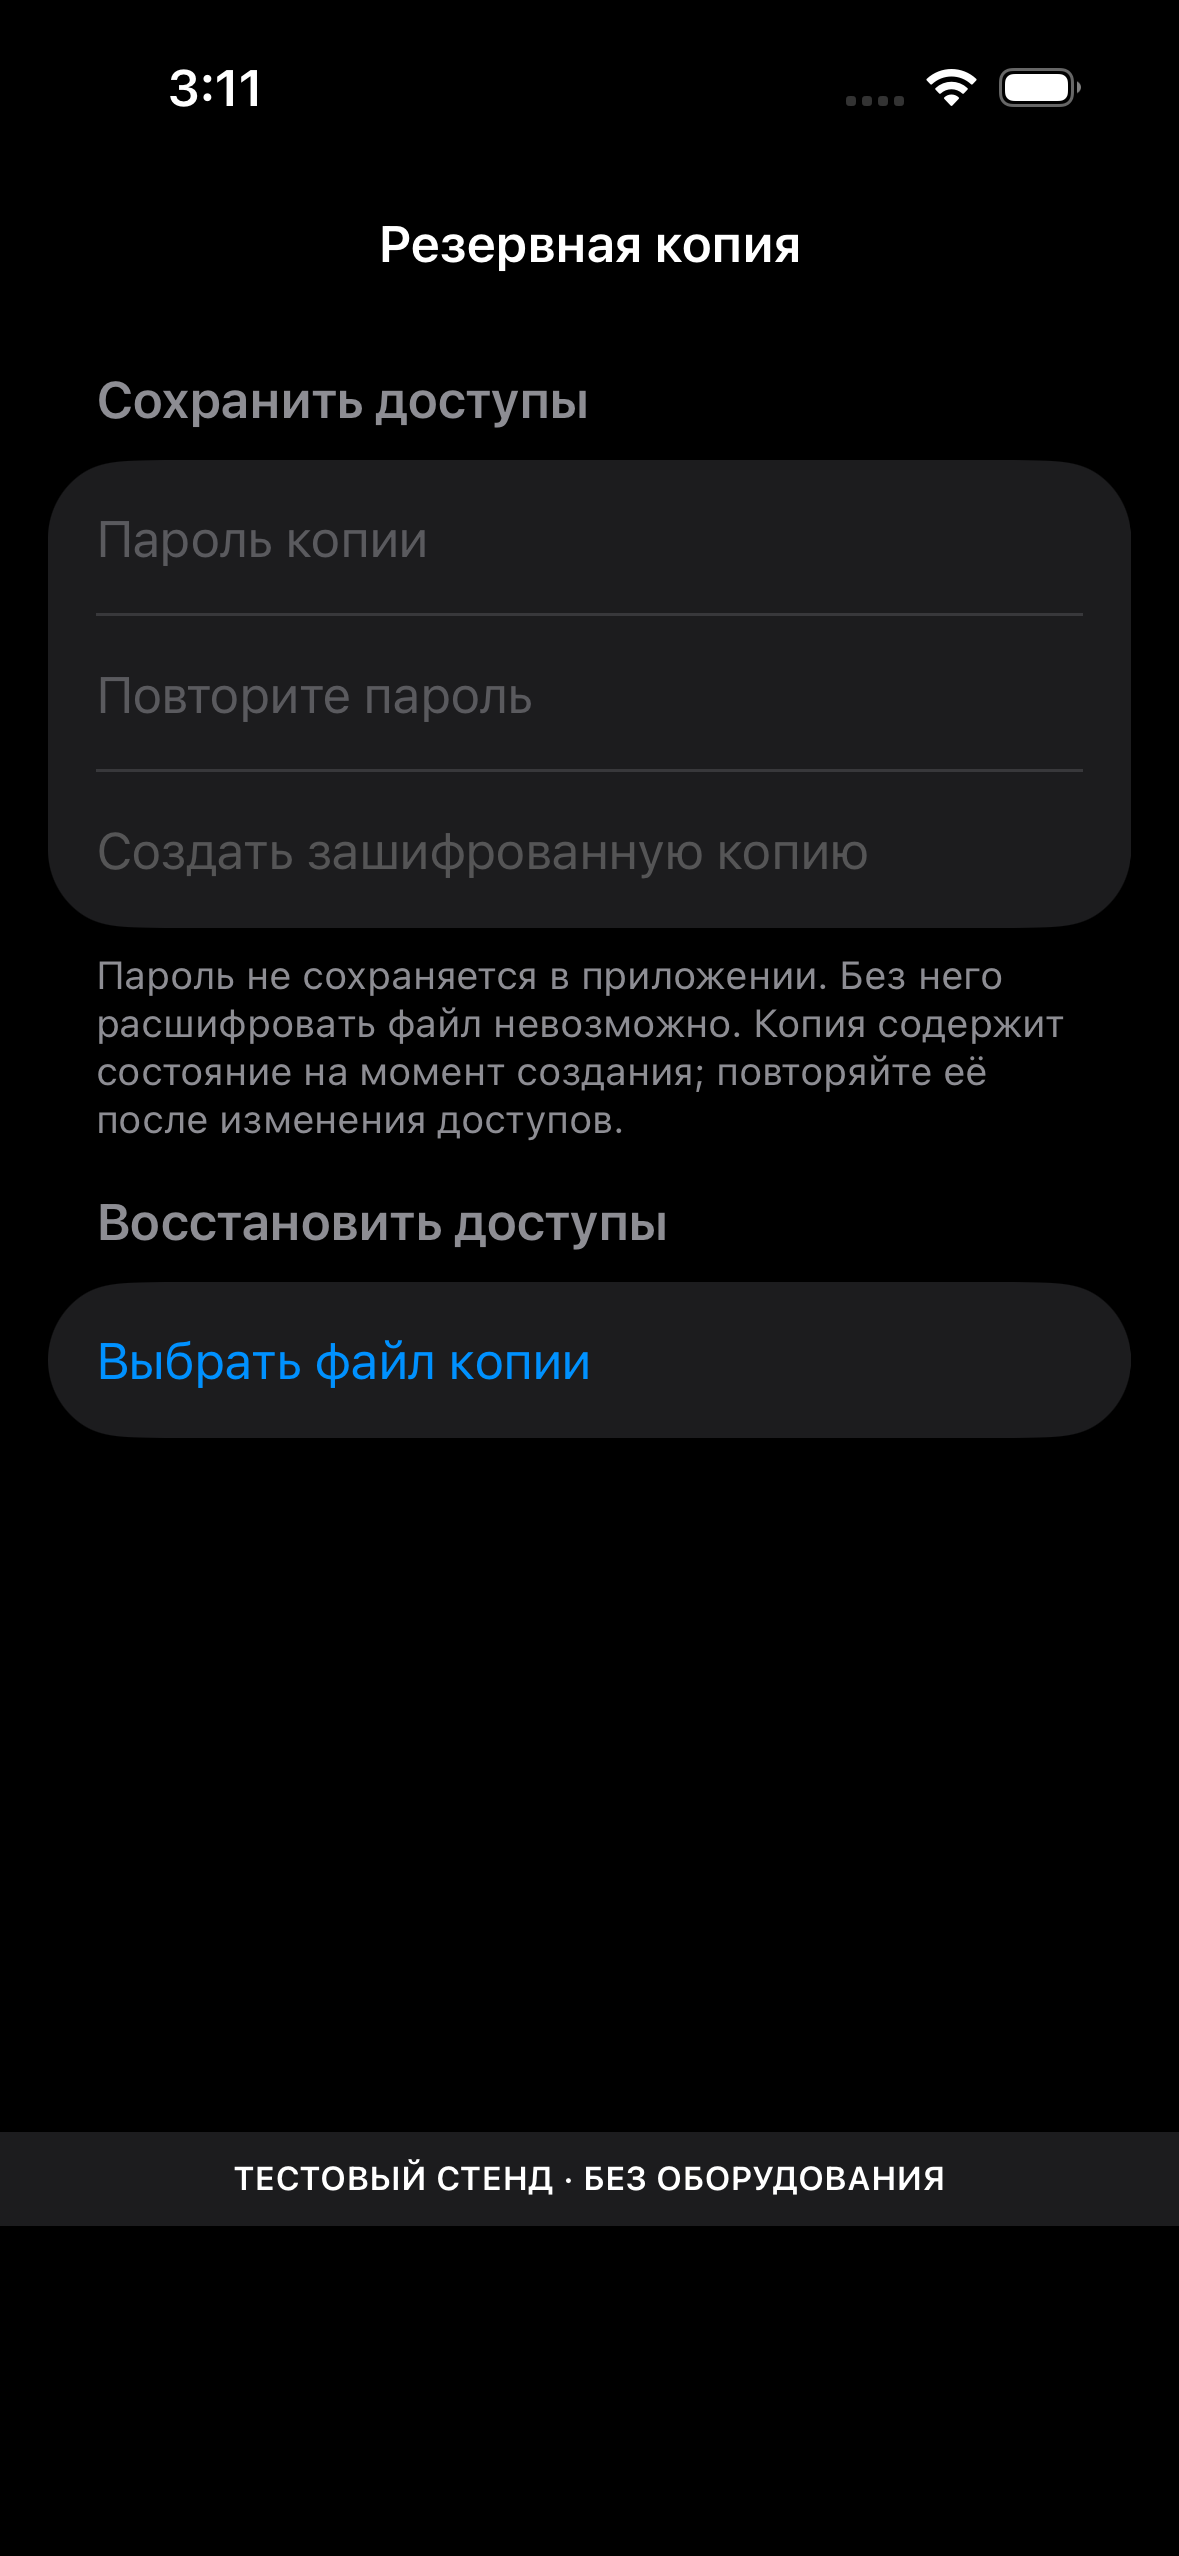 3:11
Резервная копия
Сохранить доступы
Пароль копии
Повторите пароль
Создать зашифрованную копию
Пароль не сохраняется в приложении. Без него
расшифровать файл невозможно. Копия содержит
состояние на момент создания; повторяйте её
после изменения доступов.
Восстановить доступы
Выбрать файл копии
ТЕСТОВЫЙ СТЕНД · БЕЗ ОБОРУДОВАНИЯ